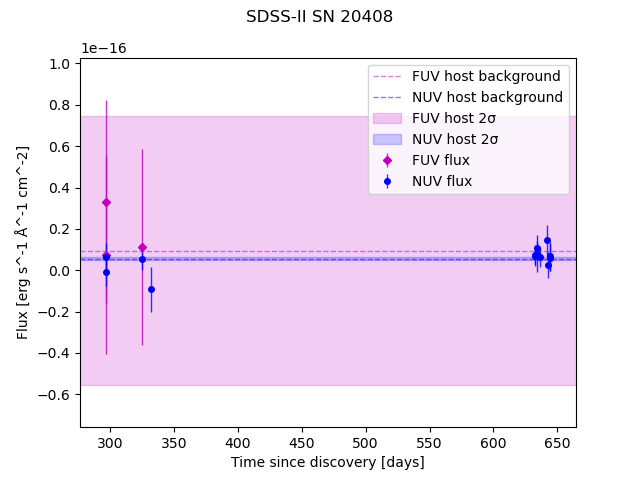 SDSS-II SN 20408
1e−16
FUV host background
NUV host background
FUV host 2σ
NUV host 2σ
FUV flux
NUV flux
1.0
0.8
0.6
0.4
0.2
0.0
−0.2
−0.4
−0.6
Flux [erg s^-1 Å^-1 cm^-2]
300
350
400
450
500
550
600
650
Time since discovery [days]